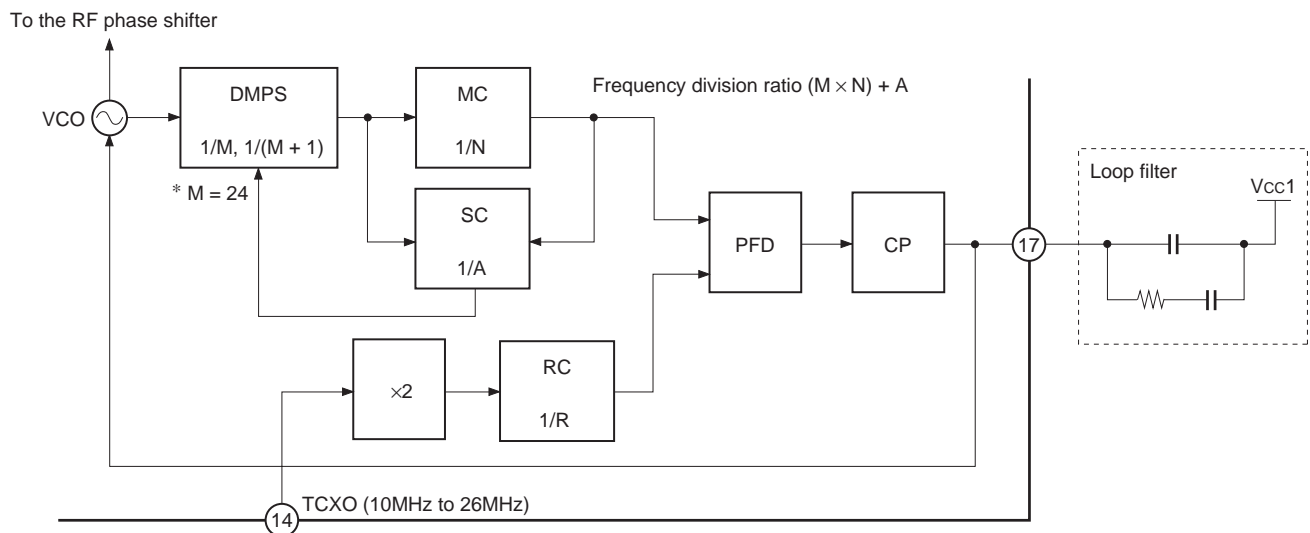 To the RF phase shifter
VCO
DMPS
1/M, 1/(M + 1)
* M = 24
MC
1/N
Frequency division ratio (M × N) + A
SC
1/A
PFD
CP
17
Loop filter
VCC1
×2
RC
1/R
TCXO (10MHz to 26MHz)
14